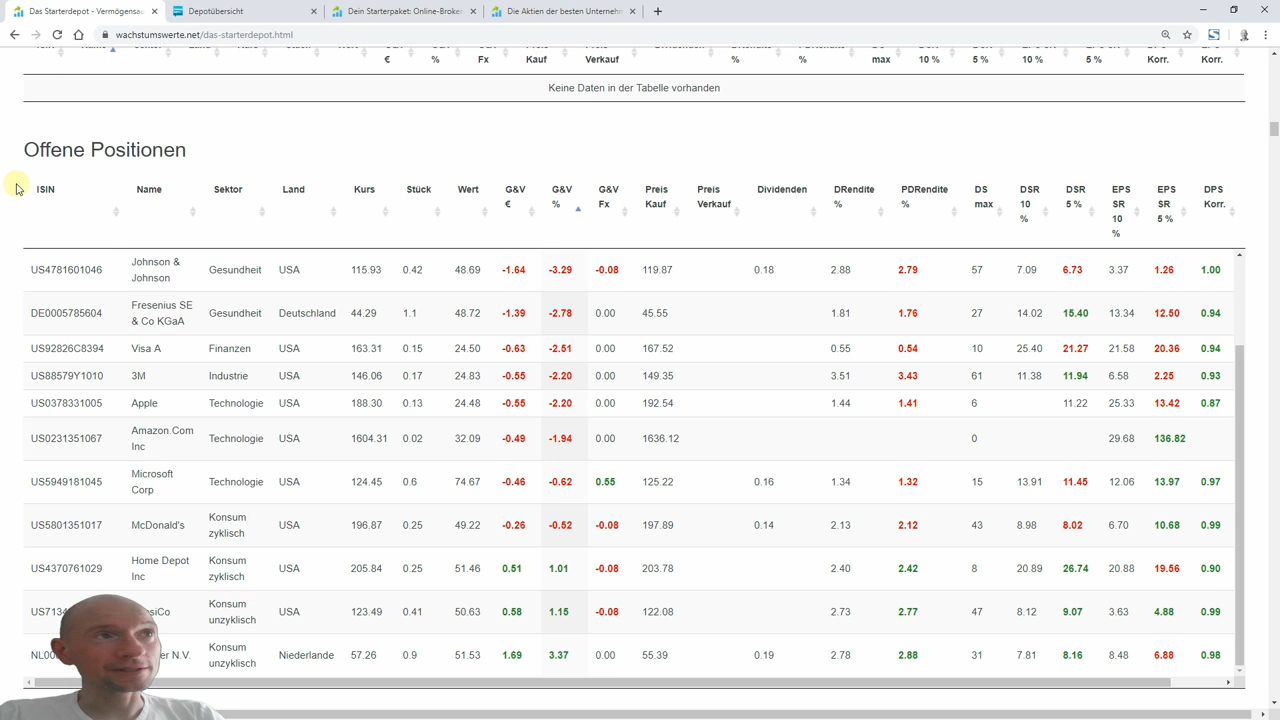 Das Starterdepot - Vermögensau
Depotübersicht
Dein Starterpaket: Online-Broker
Die Aktien der besten Unternehm
wachstumswerte.net/das-starterdepot.html
€ % Fx Kauf Verkauf % % max 10 % 5 % 10 % 5 % Korr. Korr.
Keine Daten in der Tabelle vorhanden
Offene Positionen
ISIN Name Sektor Land Kurs Stück Wert G&V € G&V % G&V Fx Preis Kauf Preis Verkauf Dividenden DRendite % PDRendite % DS max DSR 10 % DSR 5 % EPS SR 10 % EPS SR 5 % DPS Korr.
US4781601046 Johnson & Johnson Gesundheit USA 115.93 0.42 48.69 -1.64 -3.29 -0.08 119.87 0.18 2.88 2.79 57 7.09 6.73 3.37 1.26 1.00
DE0005785604 Fresenius SE & Co KGaA Gesundheit Deutschland 44.29 1.1 48.72 -1.39 -2.78 0.00 45.55 1.81 1.76 27 14.02 15.40 13.34 12.50 0.94
US92826C8394 Visa A Finanzen USA 163.31 0.15 24.50 -0.63 -2.51 0.00 167.52 0.55 0.54 10 25.40 21.27 21.58 20.36 0.94
US88579Y1010 3M Industrie USA 146.06 0.17 24.83 -0.55 -2.20 0.00 149.35 3.51 3.43 61 11.38 11.94 6.58 2.25 0.93
US0378331005 Apple Technologie USA 188.30 0.13 24.48 -0.55 -2.20 0.00 192.54 1.44 1.41 6 11.22 25.33 13.42 0.87
US0231351067 Amazon.Com Inc Technologie USA 1604.31 0.02 32.09 -0.49 -1.94 0.00 1636.12 0 29.68 136.82
US5949181045 Microsoft Corp Technologie USA 124.45 0.6 74.67 -0.46 -0.62 0.55 125.22 0.16 1.34 1.32 15 13.91 11.45 12.06 13.97 0.97
US5801351017 McDonald's Konsum zyklisch USA 196.87 0.25 49.22 -0.26 -0.52 -0.08 197.89 0.14 2.13 2.12 43 8.98 8.02 6.70 10.68 0.99
US4370761029 Home Depot Inc Konsum zyklisch USA 205.84 0.25 51.46 0.51 1.01 -0.08 203.78 2.40 2.42 8 20.89 26.74 20.88 19.56 0.90
US713 siCo Konsum unzyklisch USA 123.49 0.41 50.63 0.58 1.15 -0.08 122.08 2.73 2.77 47 8.12 9.07 3.63 4.88 0.99
NL00 er N.V. Konsum unzyklisch Niederlande 57.26 0.9 51.53 1.69 3.37 0.00 55.39 0.19 2.78 2.88 31 7.81 8.16 8.48 6.88 0.98